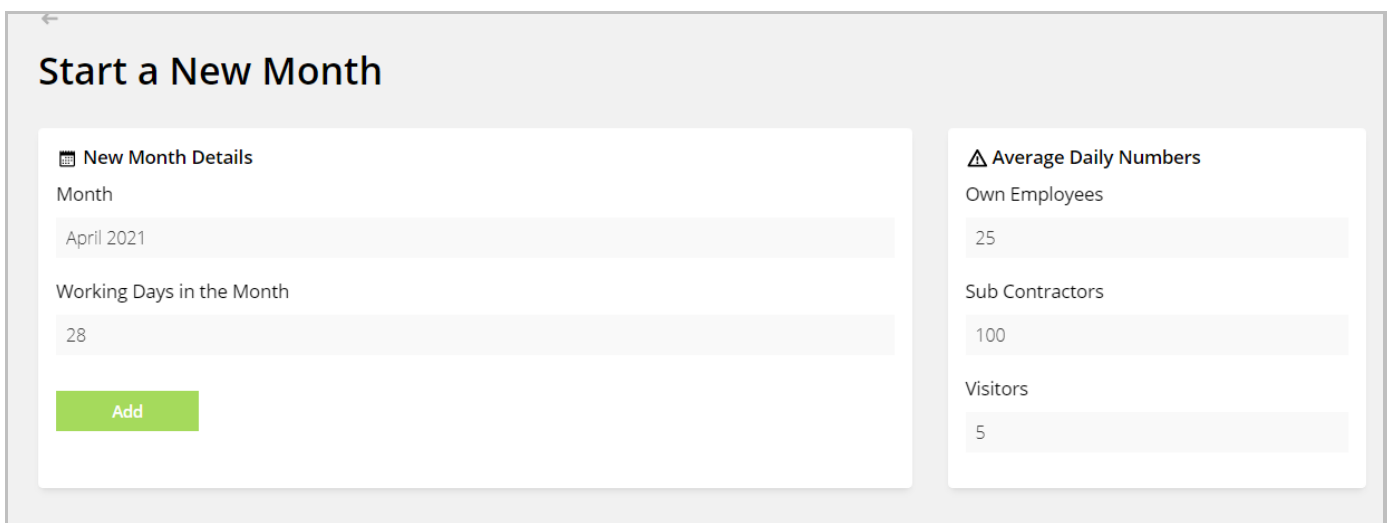 Start a New Month
New Month Details
Month
April 2021
Working Days in the Month
28
Add
Average Daily Numbers
Own Employees
25
Sub Contractors
100
Visitors
5